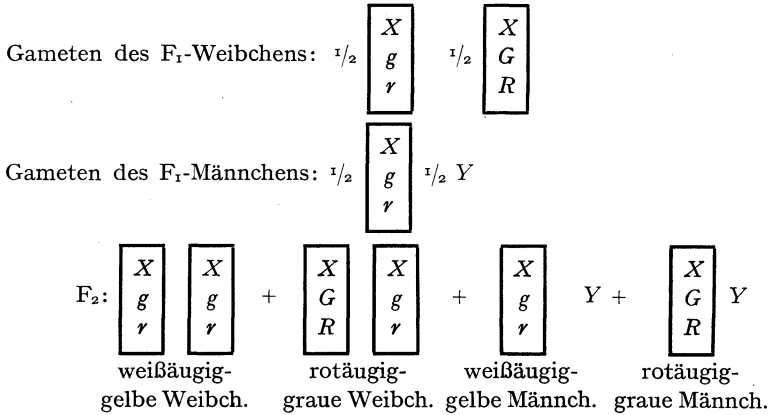 X X
Gameten des F₁-Weibchens: ¹/₂ g ¹/₂ G
r R
X
Gameten des F₁-Männchens: ¹/₂ g ¹/₂ Y
r
X X X X X X
F₂: g g + G g + g Y + G Y
r r R r r R
weißäugig- rotäugig- weißäugig- rotäugig-
gelbe Weibch. graue Weibch. gelbe Männch. graue Männch.